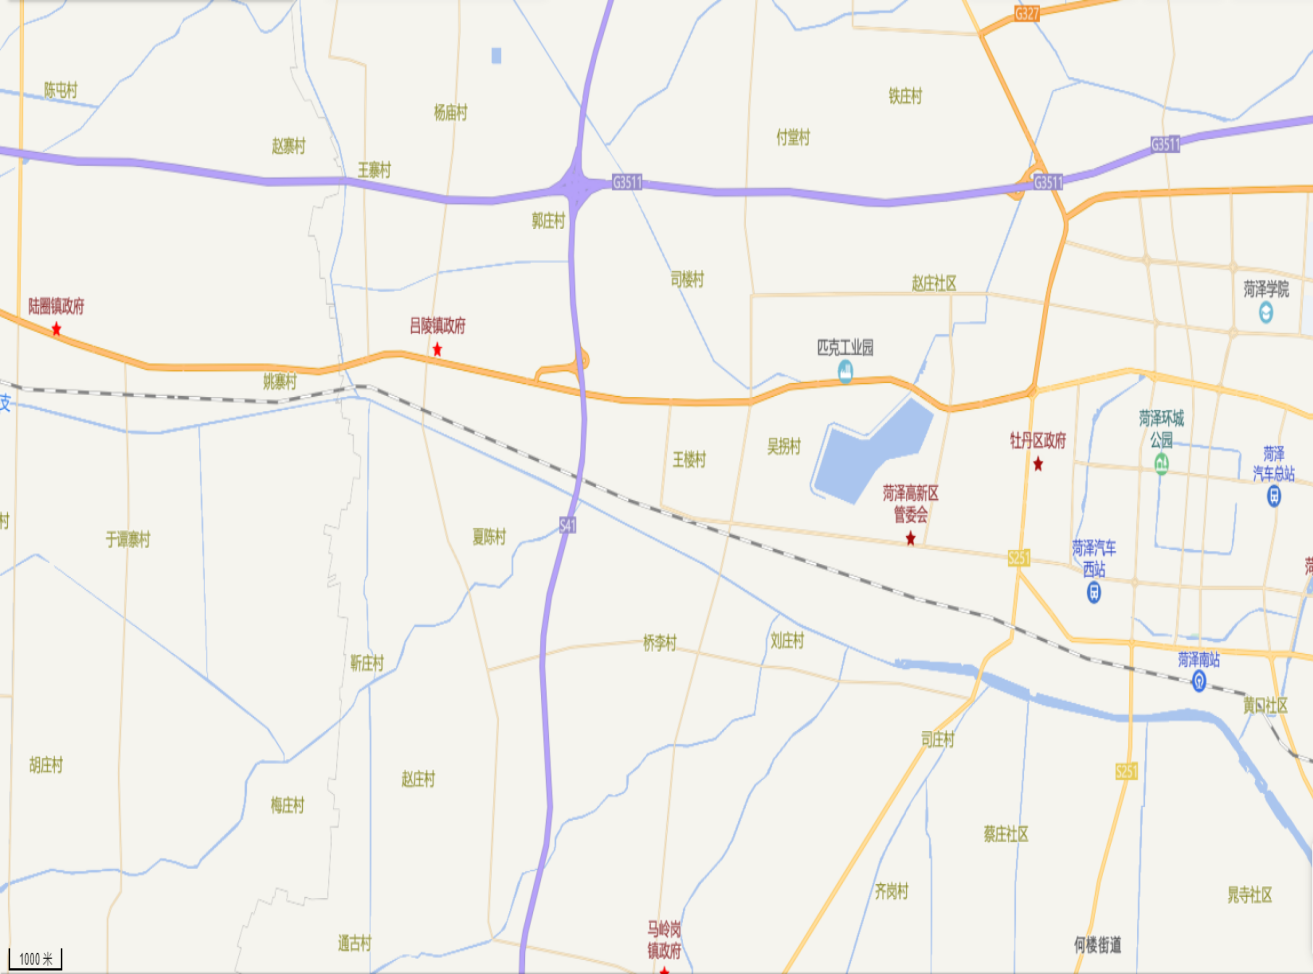 G327
陈屯村
杨庙村
铁庄村
付堂村
赵寨村
王寨村
G3511
G3511
G3511
郭庄村
司楼村
赵庄社区
菏泽学院
陆圈镇政府
吕陵镇政府
匹克工业园
姚寨村
支
菏泽环城
公园
牡丹区政府
吴拐村
王楼村
菏泽
汽车总站
菏泽高新区
管委会
村
于谭寨村
夏陈村
S41
S251
菏泽汽车
西站
菏
桥李村
刘庄村
靳庄村
菏泽南站
黄口社区
司庄村
胡庄村
赵庄村
S251
梅庄村
蔡庄社区
齐岗村
晁寺社区
马岭岗
镇政府
通古村
何楼街道
1000 米